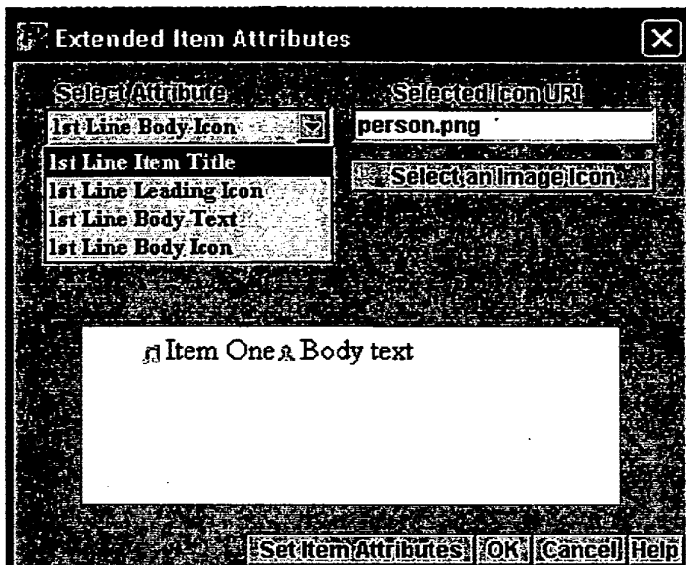 Extended Item Attributes
Select Attribute
Selected Icon URI
1st Line Body Icon
person.png
1st Line Item Title
1st Line Leading Icon
Select an Image Icon
1st Line Body Text
1st Line Body Icon
Item One Body text
Set Item Attributes OK Cancel Help